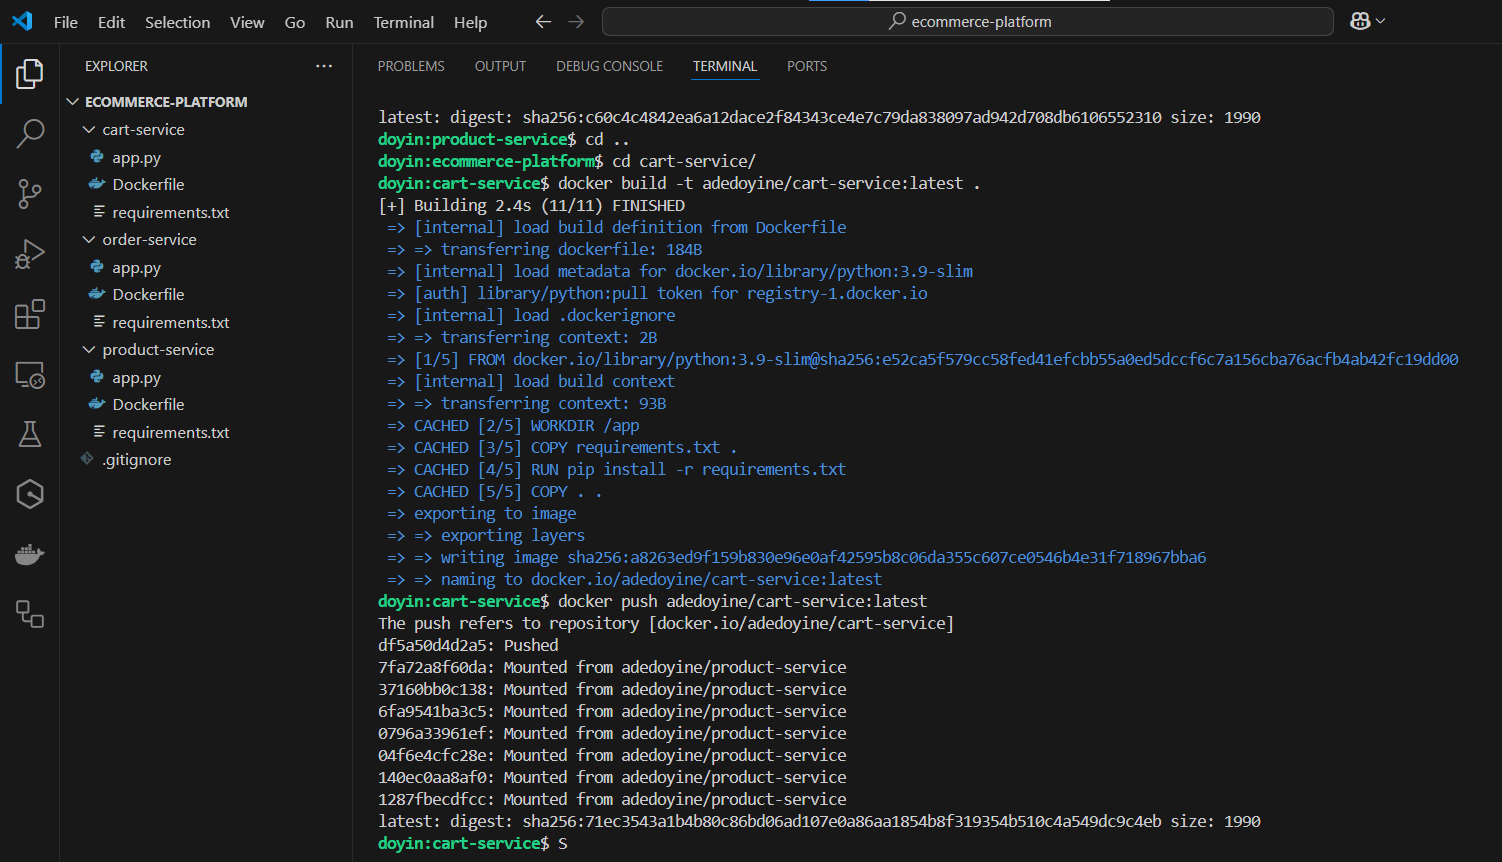 File Edit Selection View Go Run Terminal Help
ecommerce-platform
EXPLORER
ECOMMERCE-PLATFORM
cart-service
app.py
Dockerfile
requirements.txt
order-service
app.py
Dockerfile
requirements.txt
product-service
app.py
Dockerfile
requirements.txt
.gitignore
PROBLEMS OUTPUT DEBUG CONSOLE TERMINAL PORTS
latest: digest: sha256:c60c4c4842ea6a12dace2f84343ce4e7c79da838097ad942d708db6106552310 size: 1990
doyin:product-service$ cd ..
doyin:ecommerce-platform$ cd cart-service/
doyin:cart-service$ docker build -t adedoyine/cart-service:latest .
[+] Building 2.4s (11/11) FINISHED
=> [internal] load build definition from Dockerfile
=> => transferring dockerfile: 184B
=> [internal] load metadata for docker.io/library/python:3.9-slim
=> [auth] library/python:pull token for registry-1.docker.io
=> [internal] load .dockerignore
=> => transferring context: 2B
=> [1/5] FROM docker.io/library/python:3.9-slim@sha256:e52ca5f579cc58fed41efcbb55a0ed5dccf6c7a156cba76acfb4ab42fc19dd00
=> [internal] load build context
=> => transferring context: 93B
=> CACHED [2/5] WORKDIR /app
=> CACHED [3/5] COPY requirements.txt .
=> CACHED [4/5] RUN pip install -r requirements.txt
=> CACHED [5/5] COPY . .
=> exporting to image
=> => exporting layers
=> => writing image sha256:a8263ed9f159b830e96e0af42595b8c06da355c607ce0546b4e31f718967bba6
=> => naming to docker.io/adedoyine/cart-service:latest
doyin:cart-service$ docker push adedoyine/cart-service:latest
The push refers to repository [docker.io/adedoyine/cart-service]
df5a50d4d2a5: Pushed
7fa72a8f60da: Mounted from adedoyine/product-service
37160bb0c138: Mounted from adedoyine/product-service
6fa9541ba3c5: Mounted from adedoyine/product-service
0796a33961ef: Mounted from adedoyine/product-service
04f6e4cfc28e: Mounted from adedoyine/product-service
140ec0aa8af0: Mounted from adedoyine/product-service
1287fbecdfcc: Mounted from adedoyine/product-service
latest: digest: sha256:71ec3543a1b4b80c86bd06ad107e0a86aa1854b8f319354b510c4a549dc9c4eb size: 1990
doyin:cart-service$ S